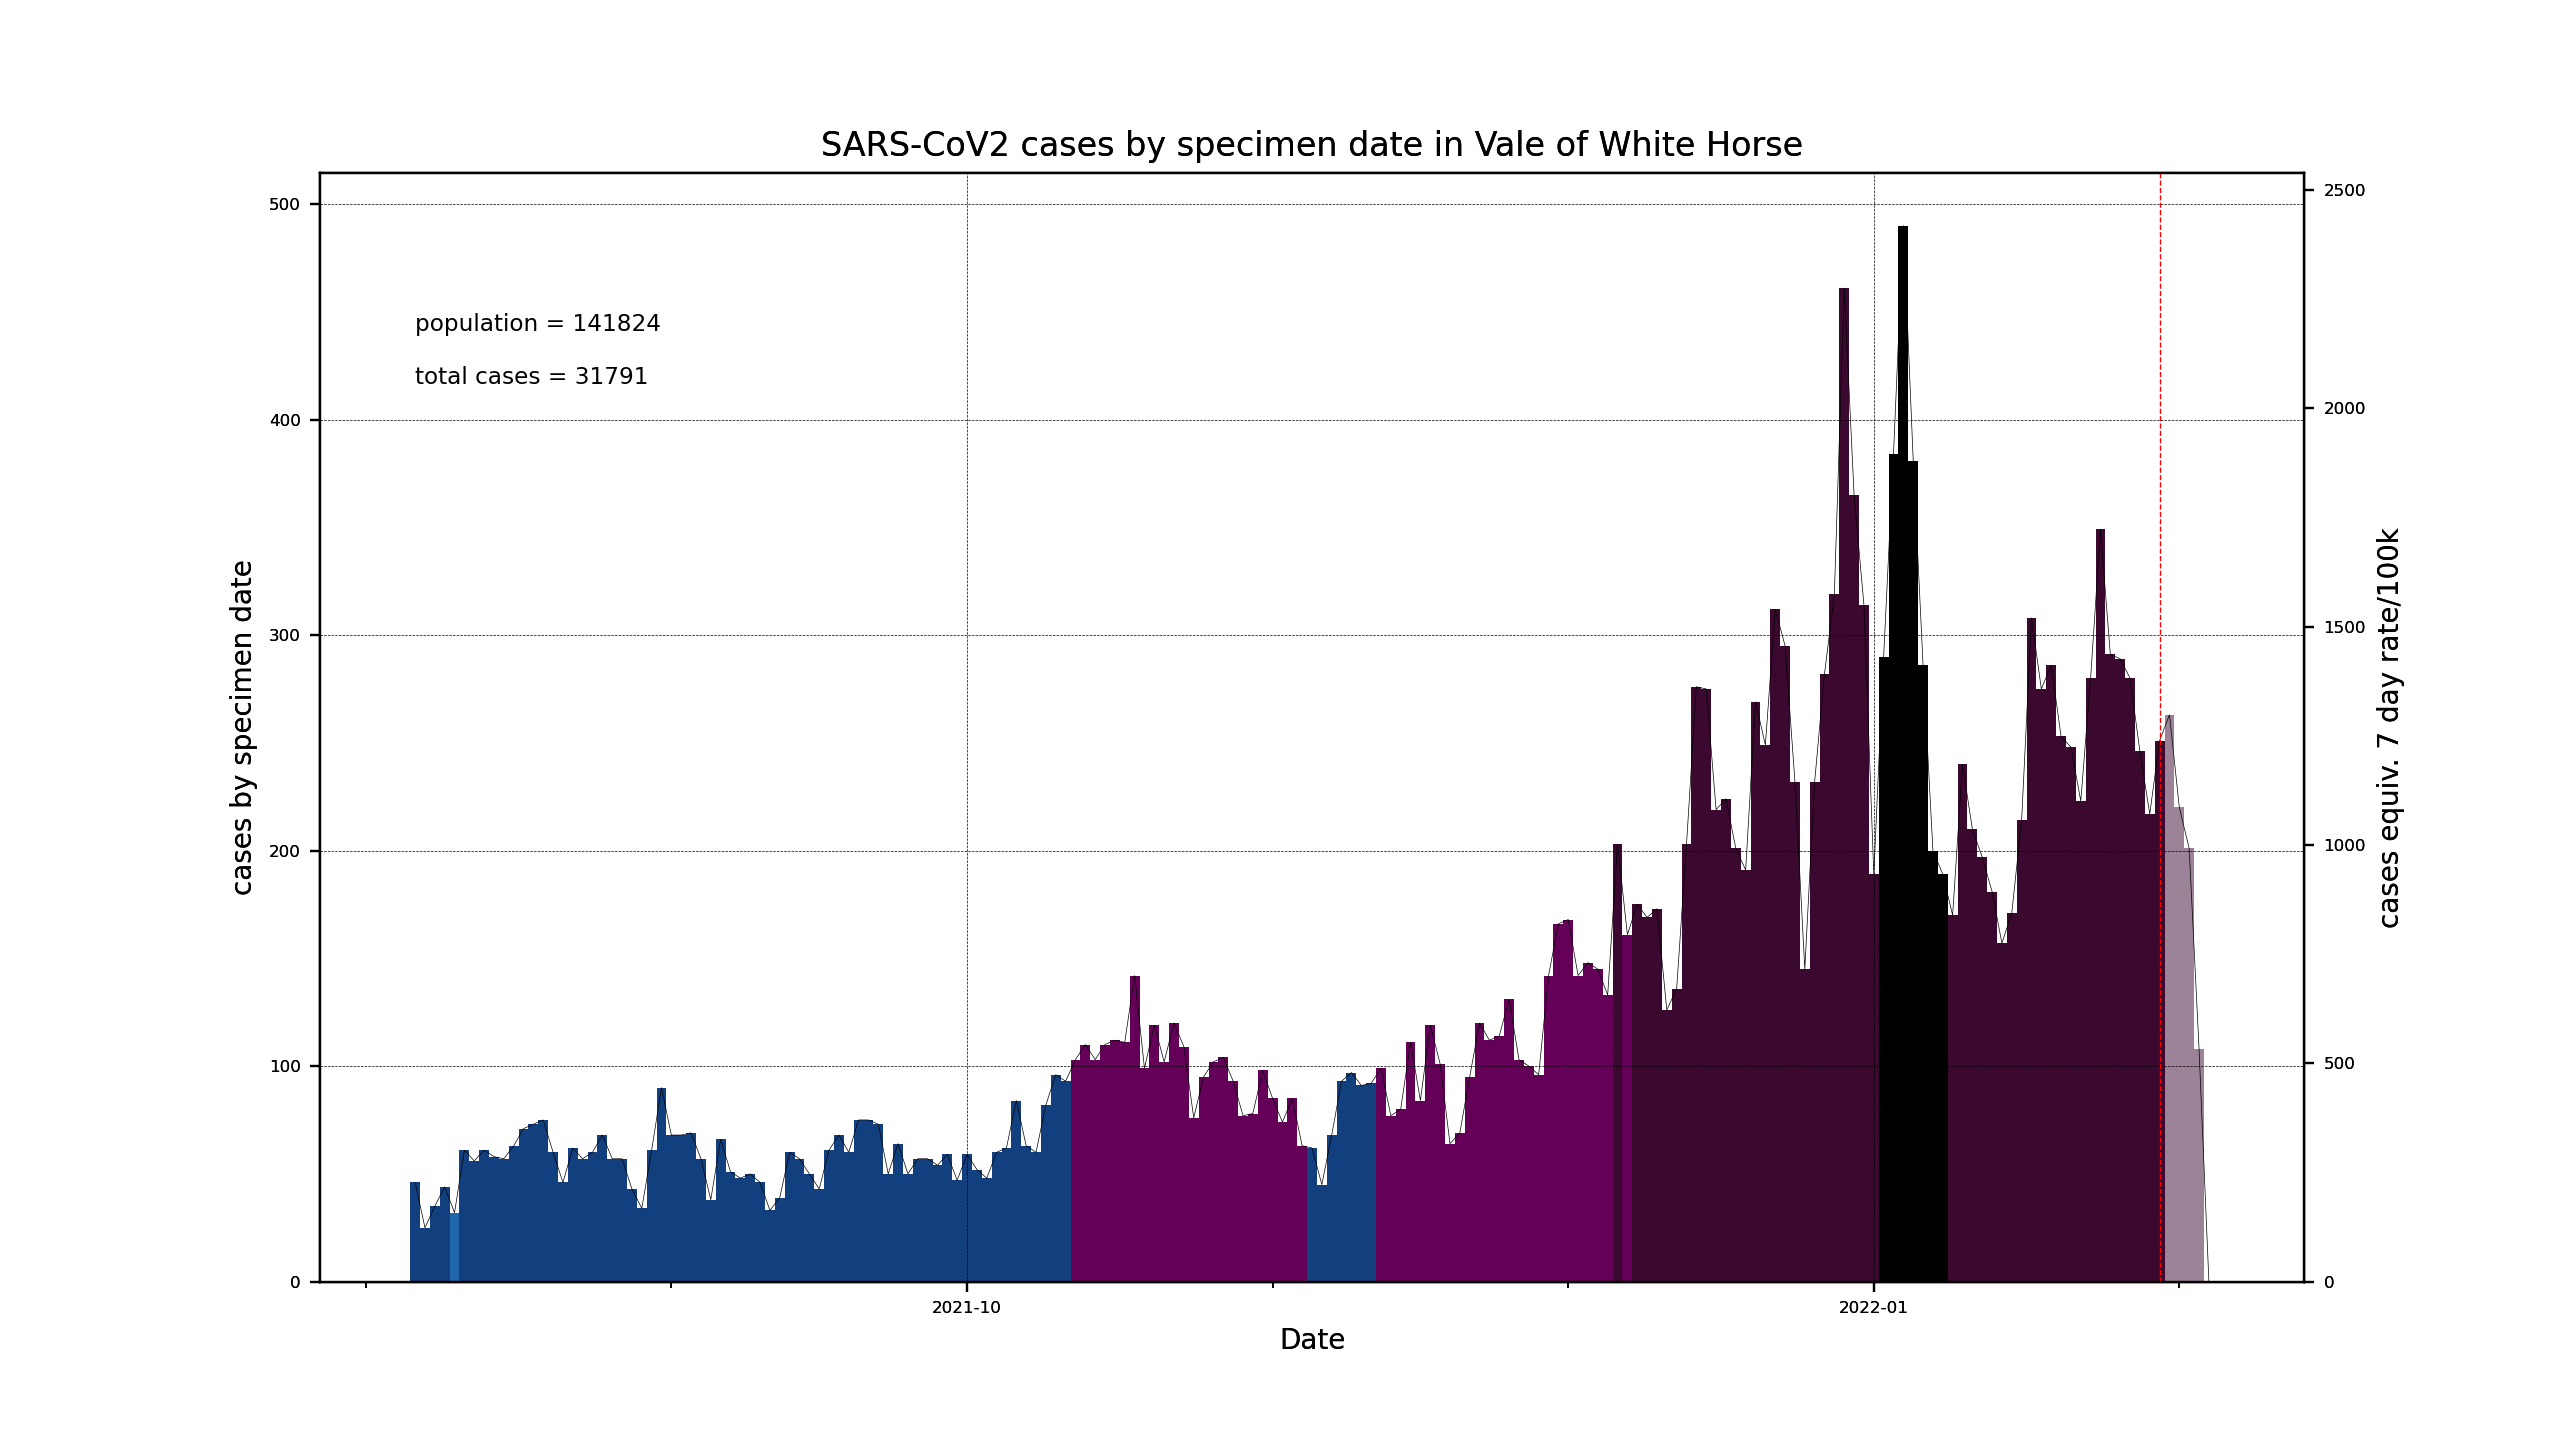 SARS-CoV2 cases by specimen date in Vale of White Horse
population = 141824
total cases = 31791
cases by specimen date
500
400
300
200
100
0
2500
2000
1500
1000
500
0
cases equiv. 7 day rate/100k
2021-10
2022-01
Date